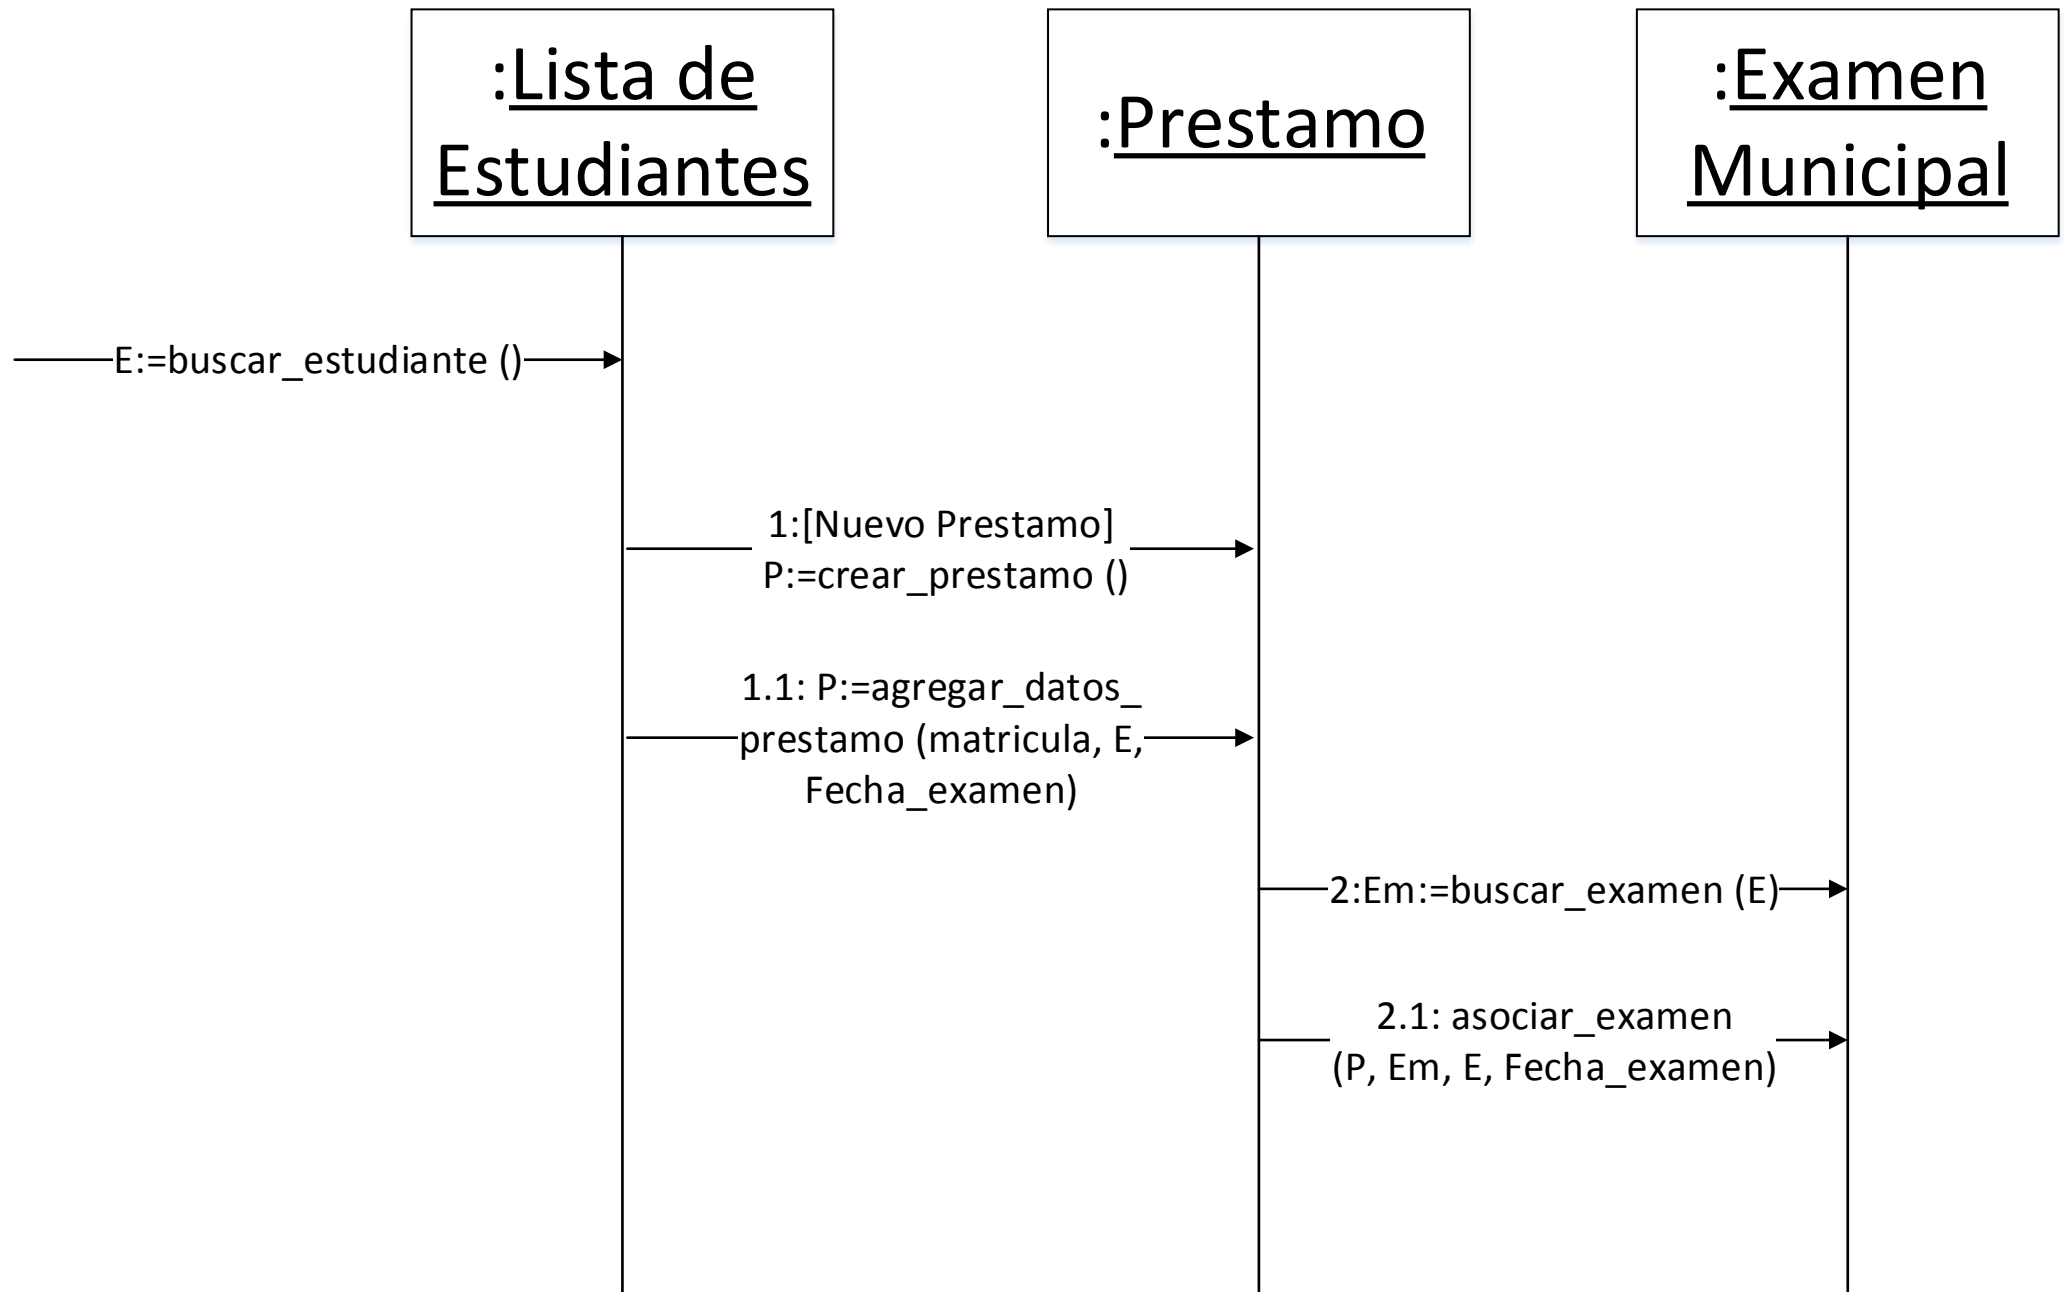 :Lista de
Estudiantes
:Prestamo
:Examen
Municipal
E:=buscar_estudiante ()
1:[Nuevo Prestamo]
P:=crear_prestamo ()
1.1: P:=agregar_datos_
prestamo (matricula, E,
Fecha_examen)
2:Em:=buscar_examen (E)
2.1: asociar_examen
(P, Em, E, Fecha_examen)